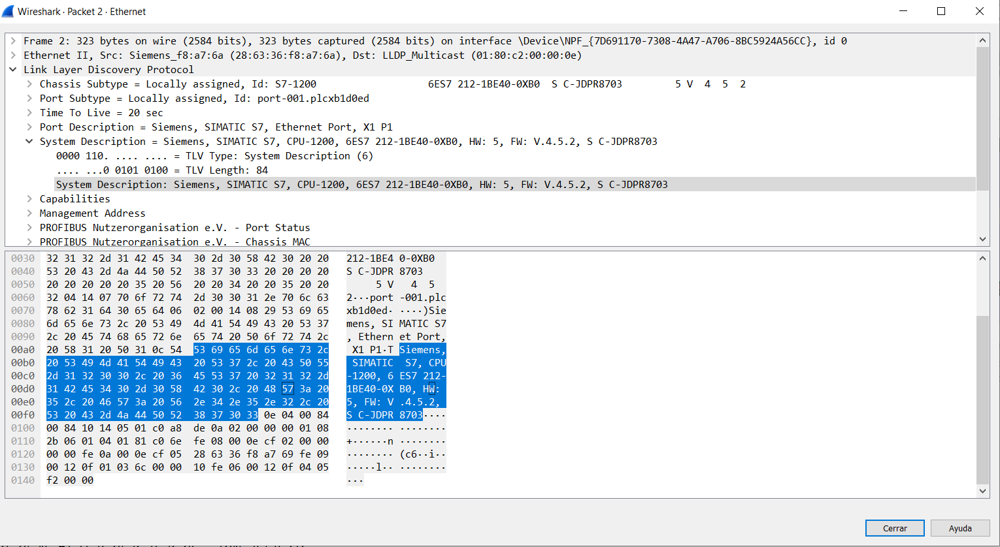 Wireshark · Packet 2 · Ethernet
Frame 2: 323 bytes on wire (2584 bits), 323 bytes captured (2584 bits) on interface \Device\NPF_{7D691170-7308-4A47-A706-8BC5924A56CC}, id 0
Ethernet II, Src: Siemens_f8:a7:6a (28:63:36:f8:a7:6a), Dst: LLDP_Multicast (01:80:c2:00:00:0e)
Link Layer Discovery Protocol
Chassis Subtype = Locally assigned, Id: S7-1200                   6ES7 212-1BE40-0XB0  S C-JDPR8703         5 V  4  5  2
Port Subtype = Locally assigned, Id: port-001.plcxb1d0ed
Time To Live = 20 sec
Port Description = Siemens, SIMATIC S7, Ethernet Port, X1 P1
System Description = Siemens, SIMATIC S7, CPU-1200, 6ES7 212-1BE40-0XB0, HW: 5, FW: V.4.5.2, S C-JDPR8703
0000 110. .... .... = TLV Type: System Description (6)
.... ...0 0101 0100 = TLV Length: 84
System Description: Siemens, SIMATIC S7, CPU-1200, 6ES7 212-1BE40-0XB0, HW: 5, FW: V.4.5.2, S C-JDPR8703
Capabilities
Management Address
PROFIBUS Nutzerorganisation e.V. - Port Status
PROFIBUS Nutzerorganisation e.V. - Chassis MAC
0030 32 31 32 2d 31 42 45 34 30 2d 30 58 42 30 20 20 212-1BE4 0-0XB0
0040 53 20 43 2d 4a 44 50 52 38 37 30 33 20 20 20 20 S C-JDPR 8703
0050 20 20 20 20 20 35 20 56 20 20 34 20 20 35 20 20 5 V 4 5
0060 32 04 14 07 70 6f 72 74 2d 30 30 31 2e 70 6c 63 2···port -001.plc
0070 78 62 31 64 30 65 64 06 02 00 14 08 29 53 69 65 xb1d0ed· ····)Sie
0080 6d 65 6e 73 2c 20 53 49 4d 41 54 49 43 20 53 37 mens, SI MATIC S7
0090 2c 20 45 74 68 65 72 6e 65 74 20 50 6f 72 74 2c , Ethern et Port,
00a0 20 58 31 20 50 31 0c 54 53 69 65 6d 65 6e 73 2c X1 P1·T Siemens,
00b0 20 53 49 4d 41 54 49 43 20 53 37 2c 20 43 50 55 SIMATIC S7, CPU
00c0 2d 31 32 30 30 2c 20 36 45 53 37 20 32 31 32 2d -1200, 6 ES7 212-
00d0 31 42 45 34 30 2d 30 58 42 30 2c 20 48 57 3a 20 1BE40-0X B0, HW:
00e0 35 2c 20 46 57 3a 20 56 2e 34 2e 35 2e 32 2c 20 5, FW: V .4.5.2,
00f0 53 20 43 2d 4a 44 50 52 38 37 30 33 0e 04 00 84 S C-JDPR 8703····
0100 00 84 10 14 05 01 c0 a8 de 0a 02 00 00 00 01 08 ········ ········
0110 2b 06 01 04 01 81 c0 6e fe 08 00 0e cf 02 00 00 +······n ········
0120 00 00 fe 0a 00 0e cf 05 28 63 36 f8 a7 69 fe 09 ········ (c6··i··
0130 00 12 0f 01 03 6c 00 00 10 fe 06 00 12 0f 04 05 ·····l·· ········
0140 f2 00 00 ···
Cerrar
Ayuda